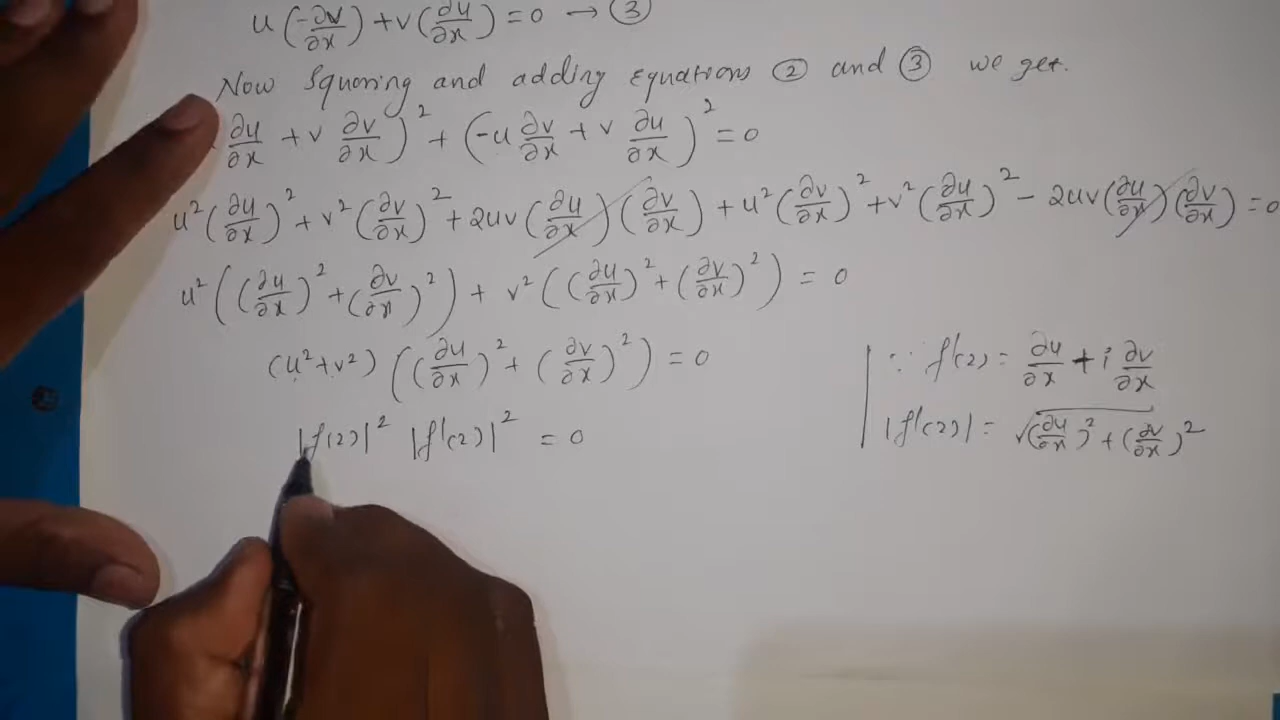 u(-∂v/∂x) + v(∂u/∂x) = 0 → ③
Now Squaring and adding Equations ② and ③ we get.
∂u/∂x + v ∂v/∂x)² + (-u ∂v/∂x + v ∂u/∂x)² = 0
u²(∂u/∂x)² + v²(∂v/∂x)² + 2uv(∂u/∂x)(∂v/∂x) + u²(∂v/∂x)² + v²(∂u/∂x)² - 2uv(∂u/∂x)(∂v/∂x) = 0
u²((∂u/∂x)² + (∂v/∂x)²) + v²((∂u/∂x)² + (∂v/∂x)²) = 0
(u²+v²)((∂u/∂x)² + (∂v/∂x)²) = 0
|f(z)|² |f'(z)|² = 0
∵ f'(z) = ∂u/∂x + i ∂v/∂x
|f'(z)| = √(∂u/∂x)² + (∂v/∂x)²